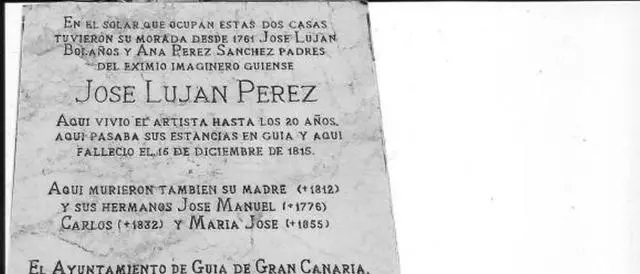 EN EL SOLAR QUE OCUPAN ESTAS DOS CASAS
TUVIERON SU MORADA DESDE 1761 JOSE LUJAN
BOLAÑOS Y ANA PEREZ SANCHEZ PADRES
DEL EXIMIO IMAGINERO GUIENSE
JOSE LUJAN PEREZ
AQUI VIVIO EL ARTISTA HASTA LOS 20 AÑOS.
AQUI PASABA SUS ESTANCIAS EN GUIA Y AQUI
FALLECIO EL 15 DE DICIEMBRE DE 1815.
AQUI MURIERON TAMBIEN SU MADRE (+1812)
Y SUS HERMANOS JOSE MANUEL (+1776)
CARLOS (+1832) Y MARIA JOSE (+1855)
EL AYUNTAMIENTO DE GUIA DE GRAN CANARIA.